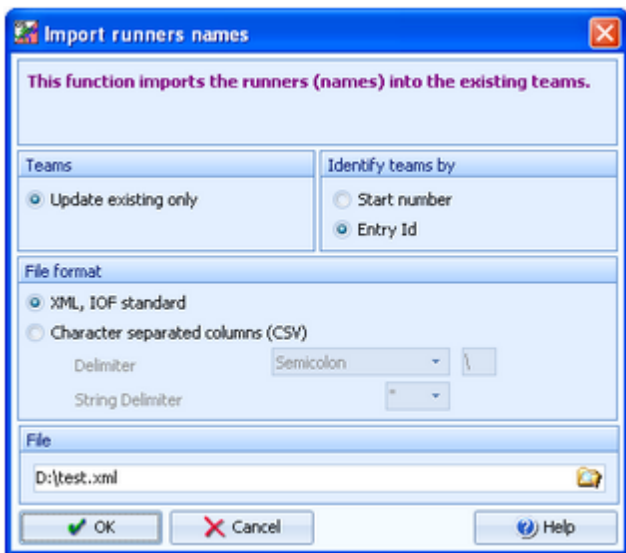 Import runners names
This function imports the runners (names) into the existing teams.
Teams
Update existing only
Identify teams by
Start number
Entry Id
File format
XML, IOF standard
Character separated columns (CSV)
Delimiter Semicolon \
String Delimiter "
File
D:\test.xml
OK Cancel Help